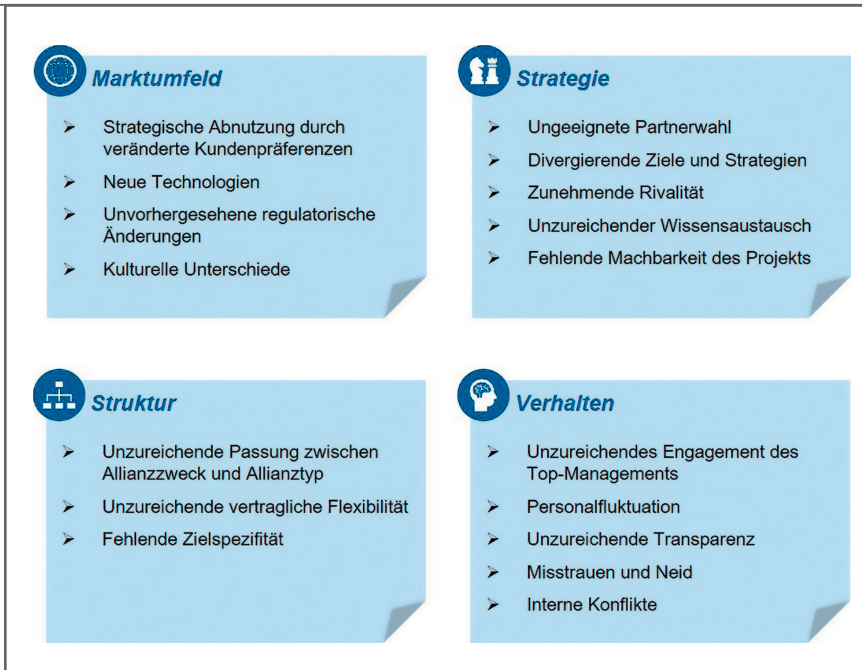 Marktumfeld
➢ Strategische Abnutzung durch
veränderte Kundenpräferenzen
➢ Neue Technologien
➢ Unvorhergesehene regulatorische
Änderungen
➢ Kulturelle Unterschiede
Strategie
➢ Ungeeignete Partnerwahl
➢ Divergierende Ziele und Strategien
➢ Zunehmende Rivalität
➢ Unzureichender Wissensaustausch
➢ Fehlende Machbarkeit des Projekts
Struktur
➢ Unzureichende Passung zwischen
Allianzzweck und Allianztyp
➢ Unzureichende vertragliche Flexibilität
➢ Fehlende Zielspezifität
Verhalten
➢ Unzureichendes Engagement des
Top-Managements
➢ Personalfluktuation
➢ Unzureichende Transparenz
➢ Misstrauen und Neid
➢ Interne Konflikte